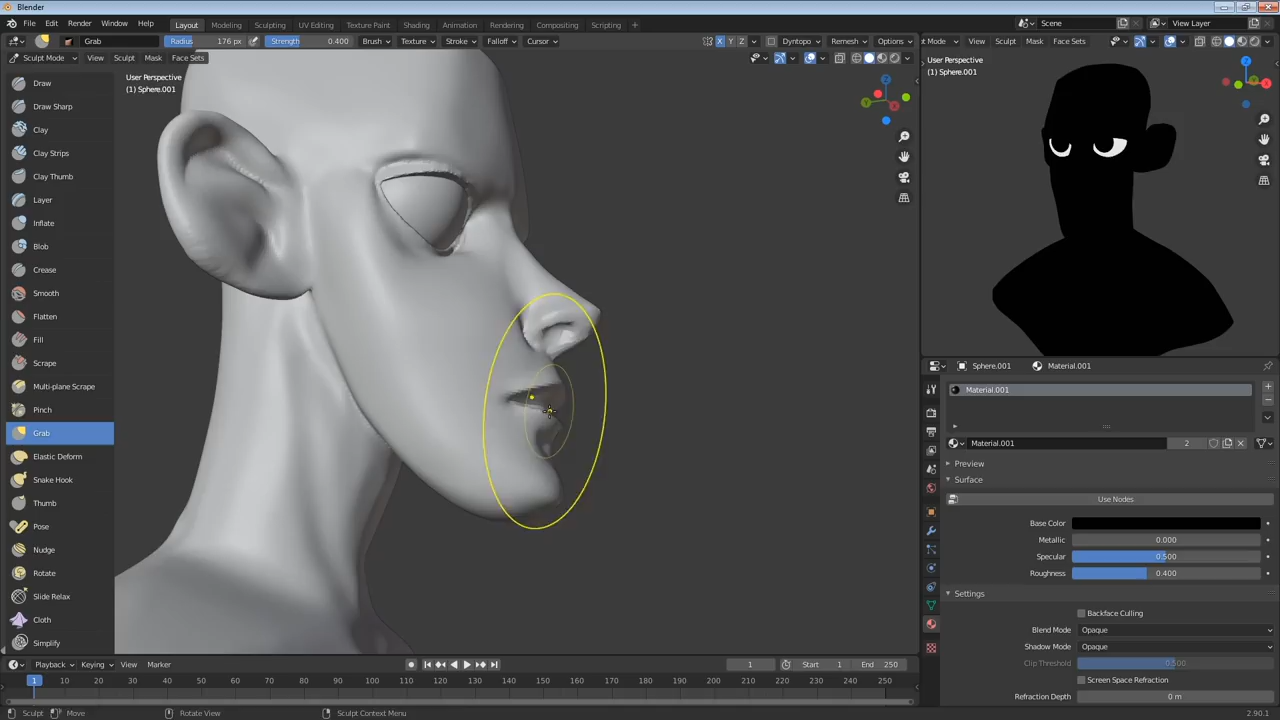 Blender
File Edit Render Window Help Layout Modeling Sculpting UV Editing Texture Paint Shading Animation Rendering Compositing Scripting + Scene View Layer
Grab Radius 176 px Strength 0.400 Brush Texture Stroke Falloff Cursor X Y Z Dyntopo Remesh Options
t Mode View Sculpt Mask Face Sets
Sculpt Mode View Sculpt Mask Face Sets
User Perspective
(1) Sphere.001
User Perspective
(1) Sphere.001
Draw
Draw Sharp
Clay
Clay Strips
Clay Thumb
Layer
Inflate
Blob
Crease
Smooth
Flatten
Fill
Scrape
Multi-plane Scrape
Pinch
Grab
Elastic Deform
Snake Hook
Thumb
Pose
Nudge
Rotate
Slide Relax
Cloth
Simplify
Z
Y
X
Z
Y
X
Sphere.001 Material.001
Material.001
Material.001 2
Preview
Surface
Use Nodes
Base Color
Metallic 0.000
Specular 0.500
Roughness 0.400
Settings
Backface Culling
Blend Mode Opaque
Shadow Mode Opaque
Clip Threshold 0.500
Screen Space Refraction
Refraction Depth 0 m
Playback Keying View Marker 1 Start 1 End 250
1 10 20 30 40 50 60 70 80 90 100 110 120 130 140 150 160 170 180 190 200 210 220 230 240 250
Sculpt Move Rotate View Sculpt Context Menu 2.90.1